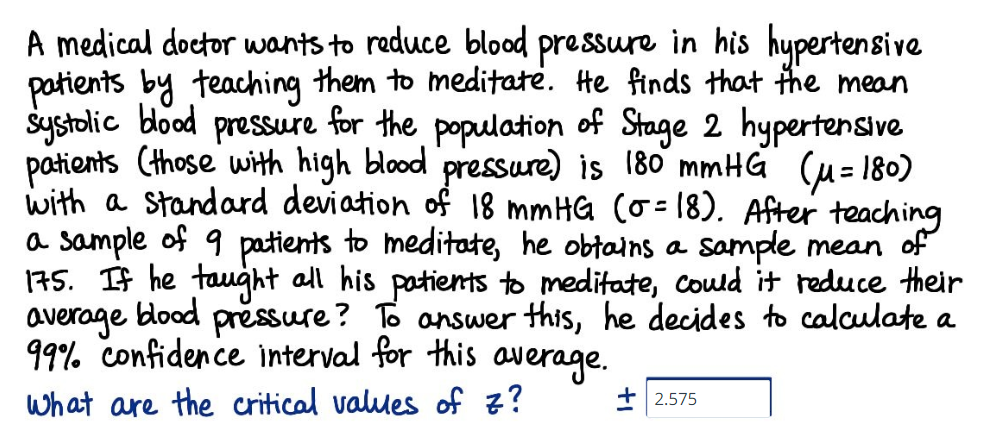 A medical doctor wants to reduce blood pressure in his hypertensive
patients by teaching them to meditate. He finds that the mean
systolic blood pressure for the population of Stage 2 hypertensive
patients (those with high blood pressure) is 180 mmHG (μ = 180)
with a standard deviation of 18 mmHG (σ = 18). After teaching
a sample of 9 patients to meditate, he obtains a sample mean of
175. If he taught all his patients to meditate, could it reduce their
average blood pressure? To answer this, he decides to calculate a
99% confidence interval for this average.
What are the critical values of z? ± 2.575